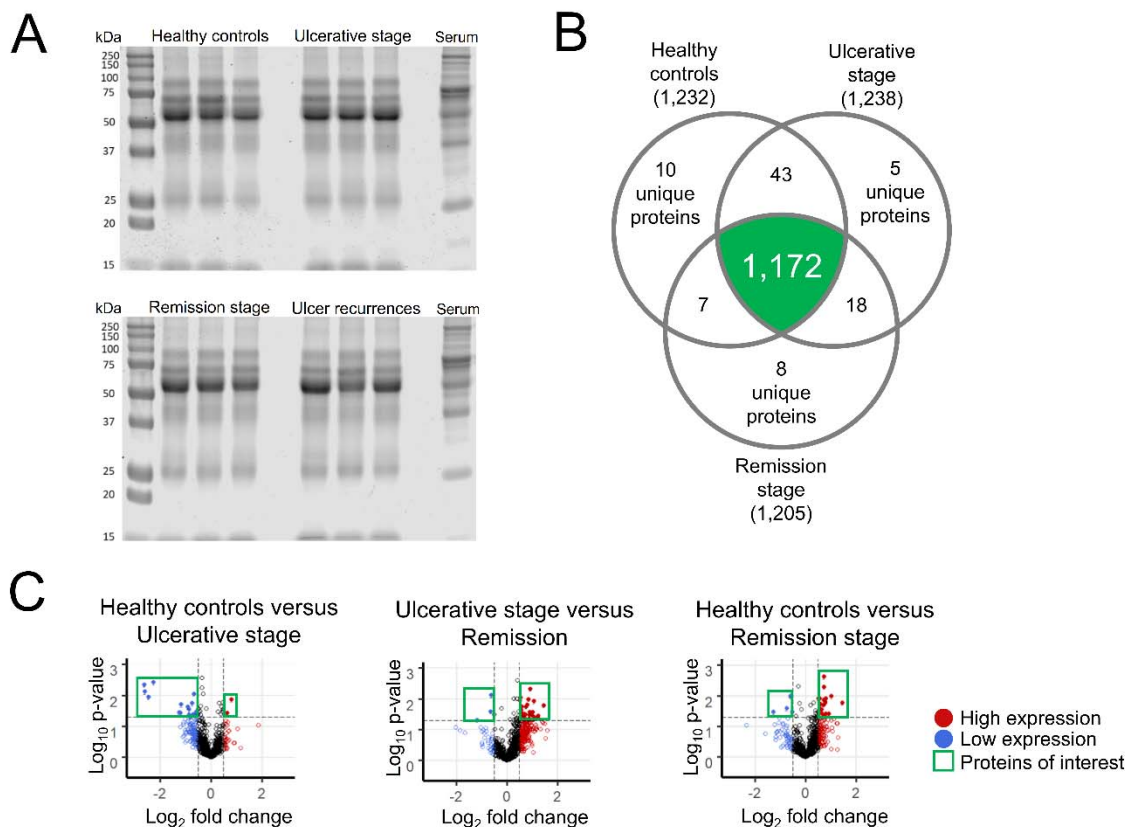 A
kDa
Healthy controls
Ulcerative stage
Serum
250
150
100
75
50
37
25
20
15
kDa
Remission stage
Ulcer recurrences
Serum
250
150
100
75
50
37
25
20
15
B
Healthy
controls
(1,232)
Ulcerative
stage
(1,238)
10
unique
proteins
43
5
unique
proteins
1,172
7
18
8
unique
proteins
Remission
stage
(1,205)
C
Healthy controls versus
Ulcerative stage
Log10 p-value
3
2
1
0
-2 0 2
Log2 fold change
Ulcerative stage versus
Remission
Log10 p-value
3
2
1
0
-2 0 2
Log2 fold change
Healthy controls versus
Remission stage
Log10 p-value
3
2
1
0
-2 0 2
Log2 fold change
High expression
Low expression
Proteins of interest